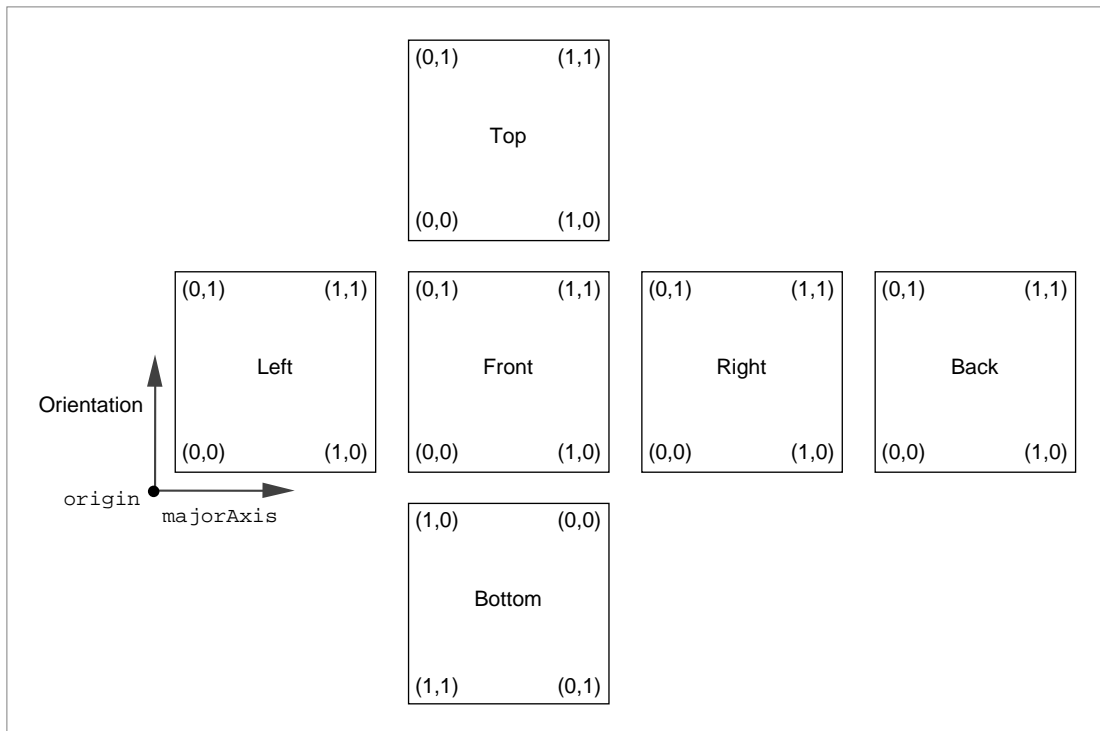 (0,1) (1,1)
Top
(0,0) (1,0)
(0,1) (1,1) (0,1) (1,1) (0,1) (1,1) (0,1) (1,1)
Left Front Right Back
Orientation
(0,0) (1,0) (0,0) (1,0) (0,0) (1,0) (0,0) (1,0)
origin
majorAxis
(1,0) (0,0)
Bottom
(1,1) (0,1)